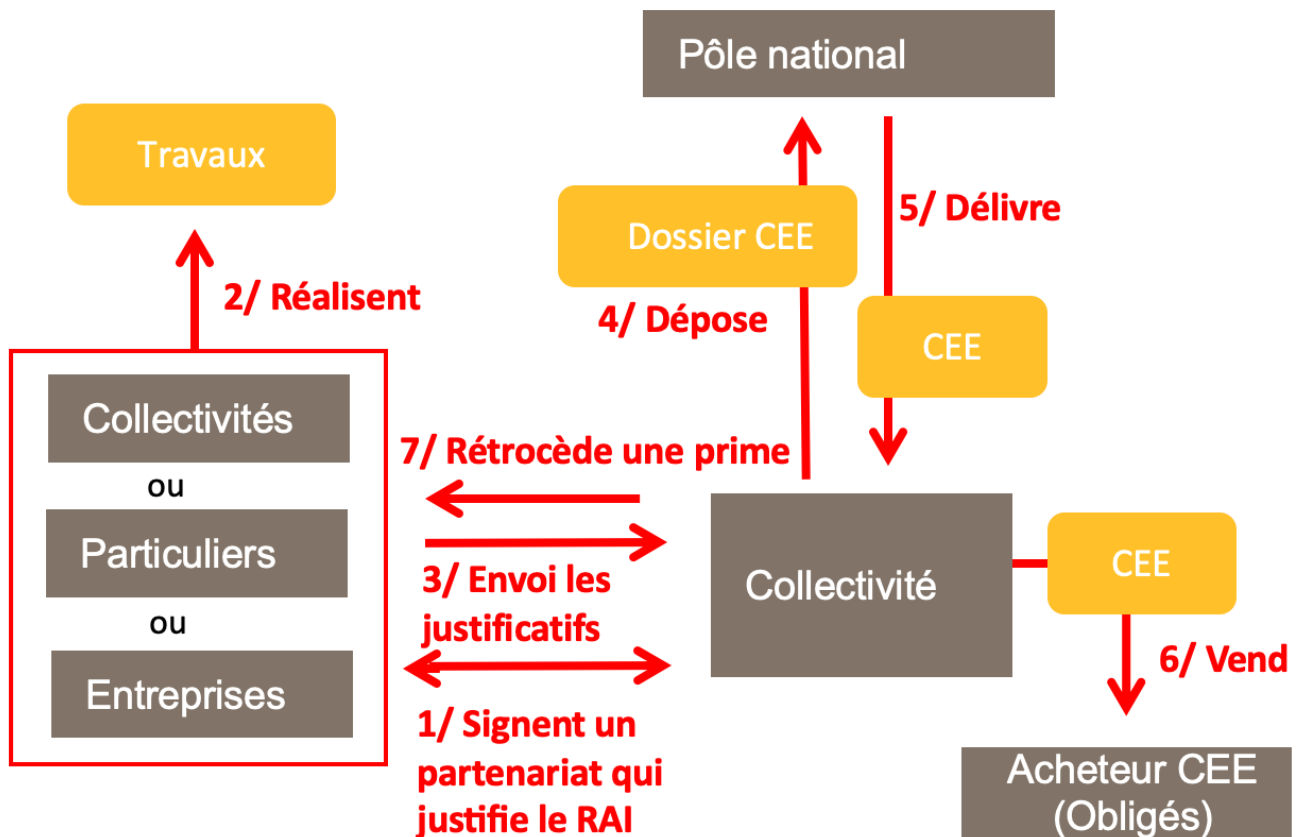 Pôle national
Travaux
Dossier CEE
5/ Délivre
2/ Réalisent
4/ Dépose
CEE
Collectivités
ou
Particuliers
ou
Entreprises
7/ Rétrocède une prime
3/ Envoi les
justificatifs
1/ Signent un
partenariat qui
justifie le RAI
Collectivité
CEE
6/ Vend
Acheteur CEE
(Obligés)